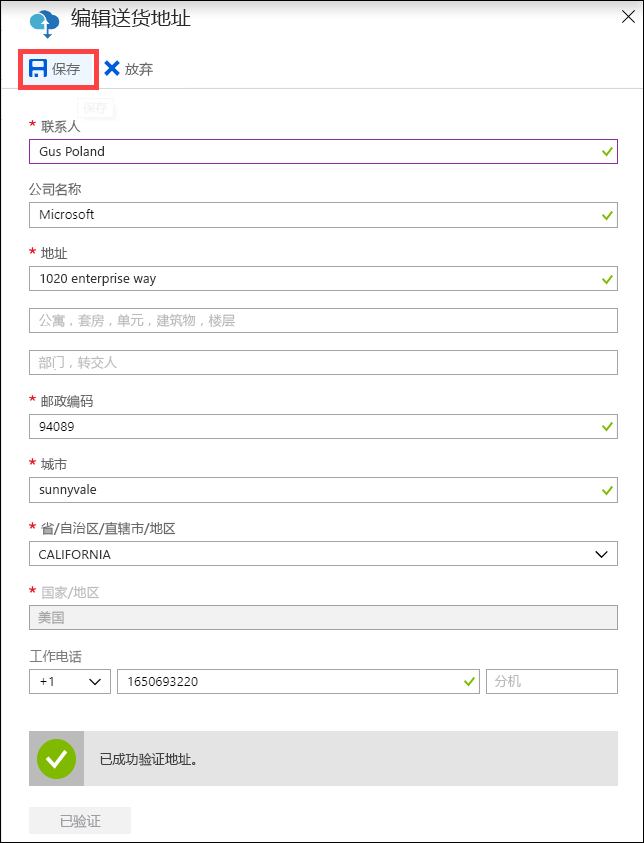 编辑送货地址
保存 放弃
保存
* 联系人
Gus Poland
公司名称
Microsoft
* 地址
1020 enterprise way
公寓，套房，单元，建筑物，楼层
部门，转交人
* 邮政编码
94089
* 城市
sunnyvale
* 省/自治区/直辖市/地区
CALIFORNIA
* 国家/地区
美国
工作电话
+1 1650693220 分机
已成功验证地址。
已验证